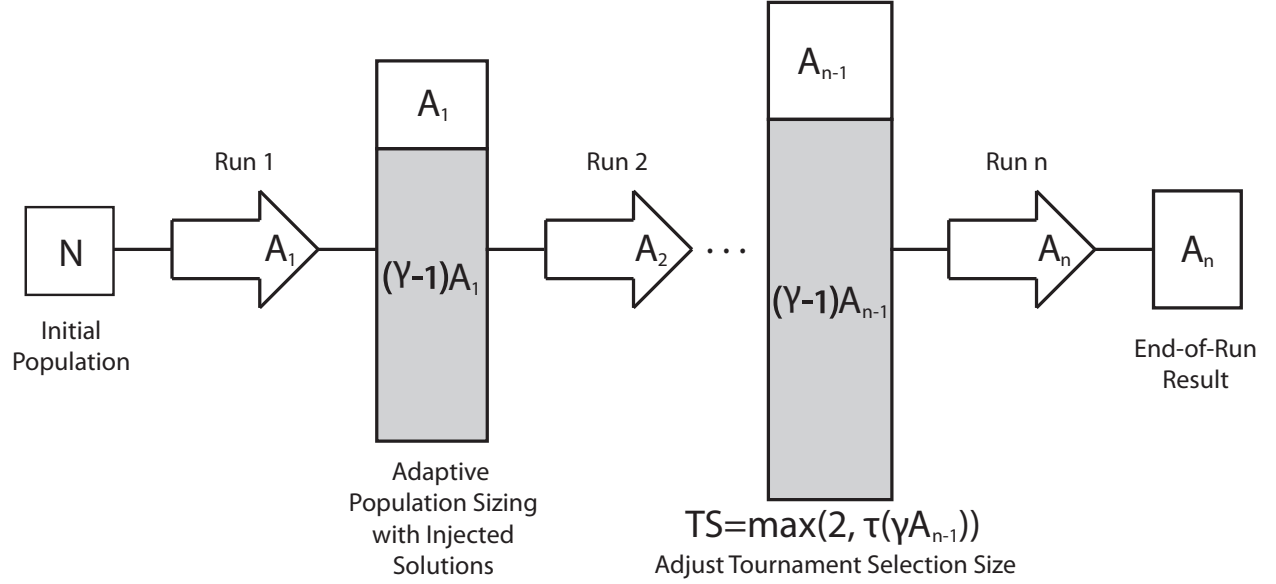 N
Initial
Population
Run 1
A₁
A₁
(γ-1)A₁
Adaptive
Population Sizing
with Injected
Solutions
Run 2
A₂
...
Aₙ₋₁
(γ-1)Aₙ₋₁
TS=max(2, τ(γAₙ₋₁))
Adjust Tournament Selection Size
Run n
Aₙ
Aₙ
End-of-Run
Result